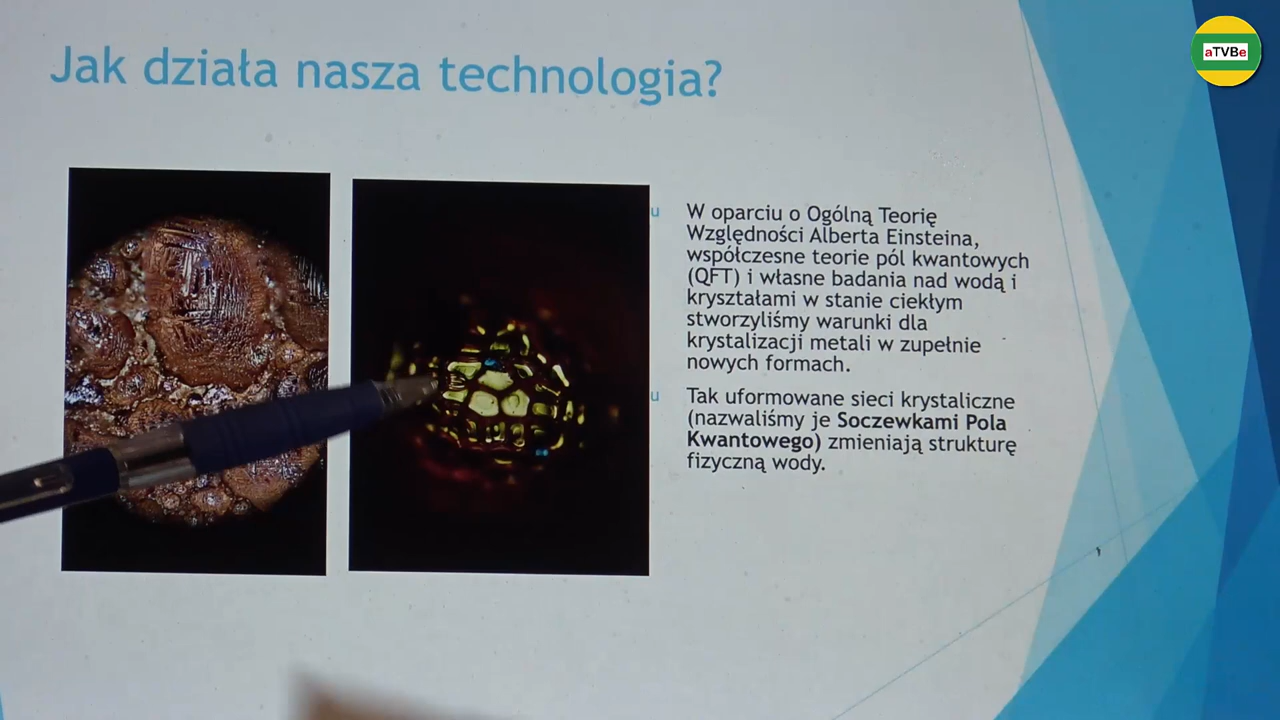 Jak działa nasza technologia?
aTVBe
u W oparciu o Ogólną Teorię
Względności Alberta Einsteina,
współczesne teorie pól kwantowych
(QFT) i własne badania nad wodą i
kryształami w stanie ciekłym
stworzyliśmy warunki dla
krystalizacji metali w zupełnie
nowych formach.
u Tak uformowane sieci krystaliczne
(nazwaliśmy je Soczewkami Pola
Kwantowego) zmieniają strukturę
fizyczną wody.